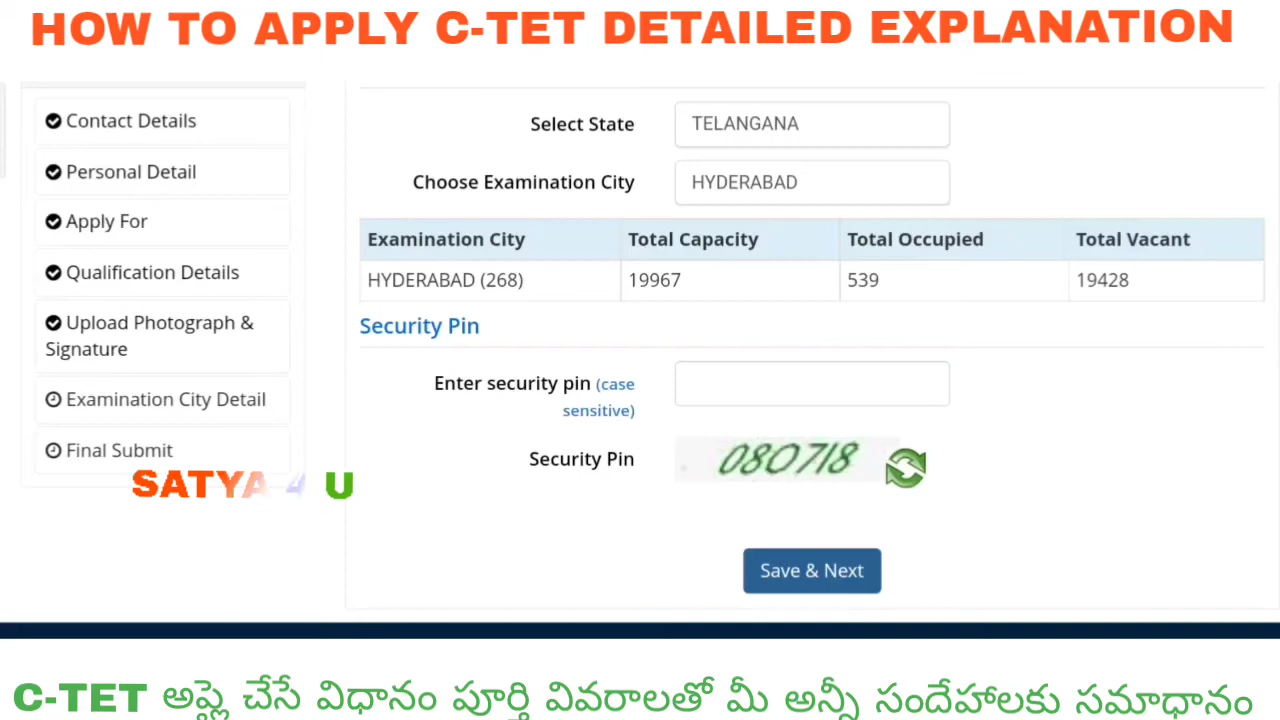 HOW TO APPLY C-TET DETAILED EXPLANATION
Contact Details
Personal Detail
Apply For
Qualification Details
Upload Photograph &
Signature
Examination City Detail
Final Submit
SATYA 4 U
Select State TELANGANA
Choose Examination City HYDERABAD
Examination City Total Capacity Total Occupied Total Vacant
HYDERABAD (268) 19967 539 19428
Security Pin
Enter security pin (case
sensitive)
Security Pin 080718
Save & Next
C-TET అప్లై చేసే విధానం పూర్తి వివరాలతో మీ అన్నీ సందేహాలకు సమాధానం